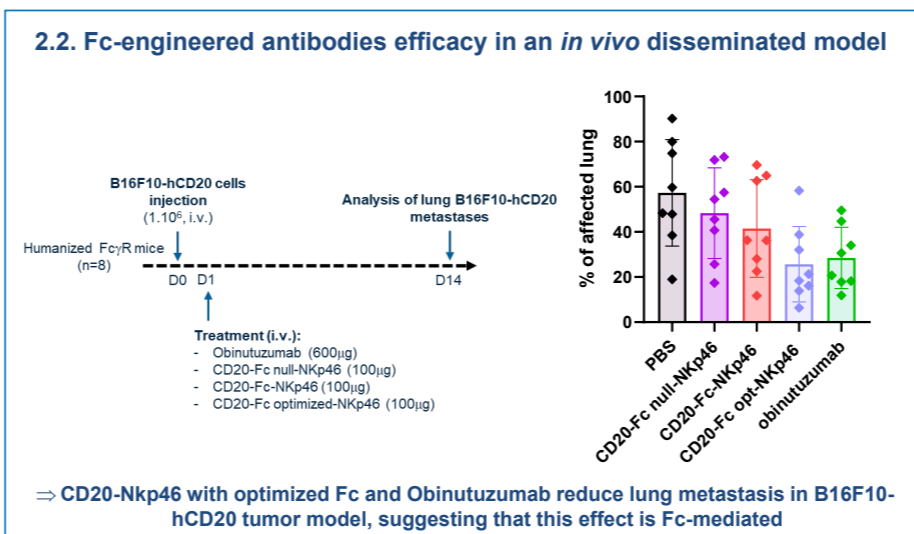 2.2. Fc-engineered antibodies efficacy in an in vivo disseminated model
B16F10-hCD20 cells
injection
(1.10⁶, i.v.)
Analysis of lung B16F10-hCD20
metastases
Humanized FcγR mice
(n=8)
D0
D1
D14
Treatment (i.v.):
- Obinutuzumab (600µg)
- CD20-Fc null-NKp46 (100µg)
- CD20-Fc-NKp46 (100µg)
- CD20-Fc optimized-NKp46 (100µg)
% of affected lung
100
80
60
40
20
0
PBS
CD20-Fc null-NKp46
CD20-Fc-NKp46
CD20-Fc opt-NKp46
obinutuzumab
⇒ CD20-Nkp46 with optimized Fc and Obinutuzumab reduce lung metastasis in B16F10-
hCD20 tumor model, suggesting that this effect is Fc-mediated